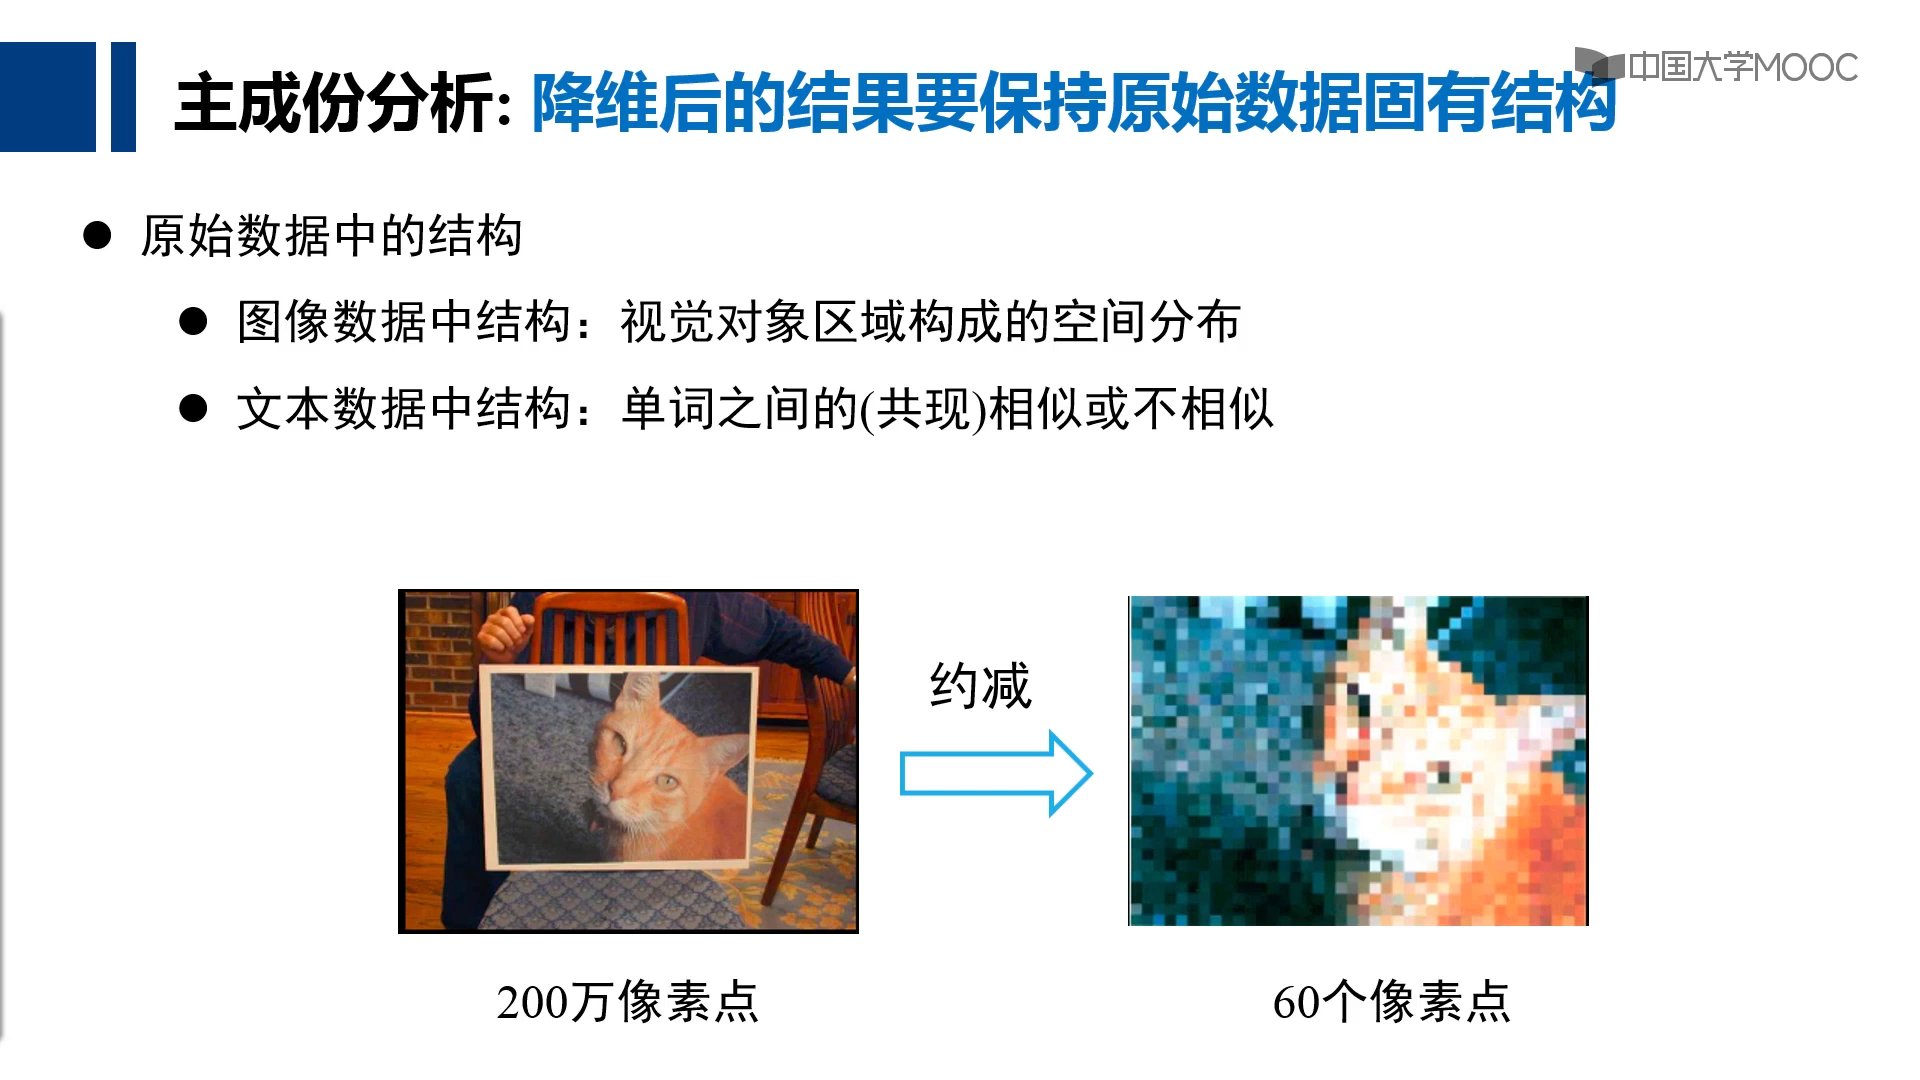 主成份分析: 降维后的结果要保持原始数据固有结构
中国大学MOOC
原始数据中的结构
图像数据中结构：视觉对象区域构成的空间分布
文本数据中结构：单词之间的(共现)相似或不相似
约减
200万像素点
60个像素点